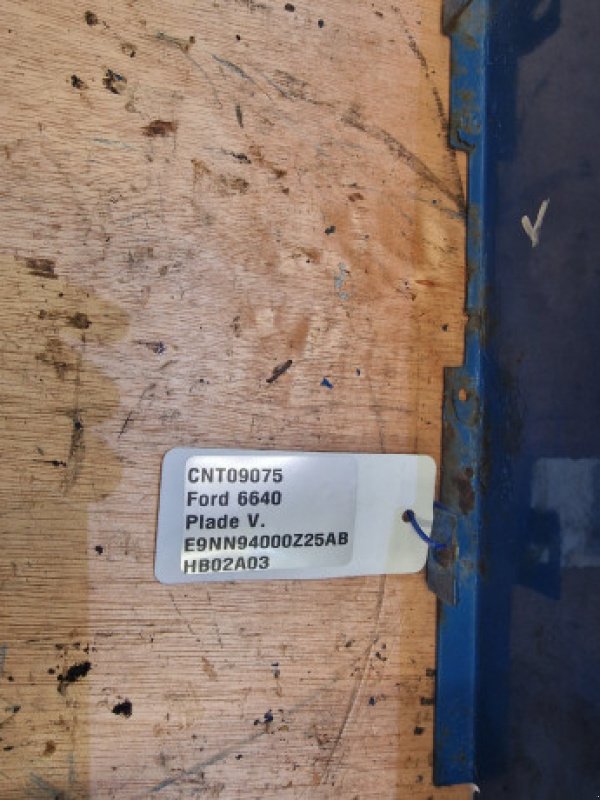 CNT09075
Ford 6640
Plade V.
E9NN94000Z25AB
HB02A03
V